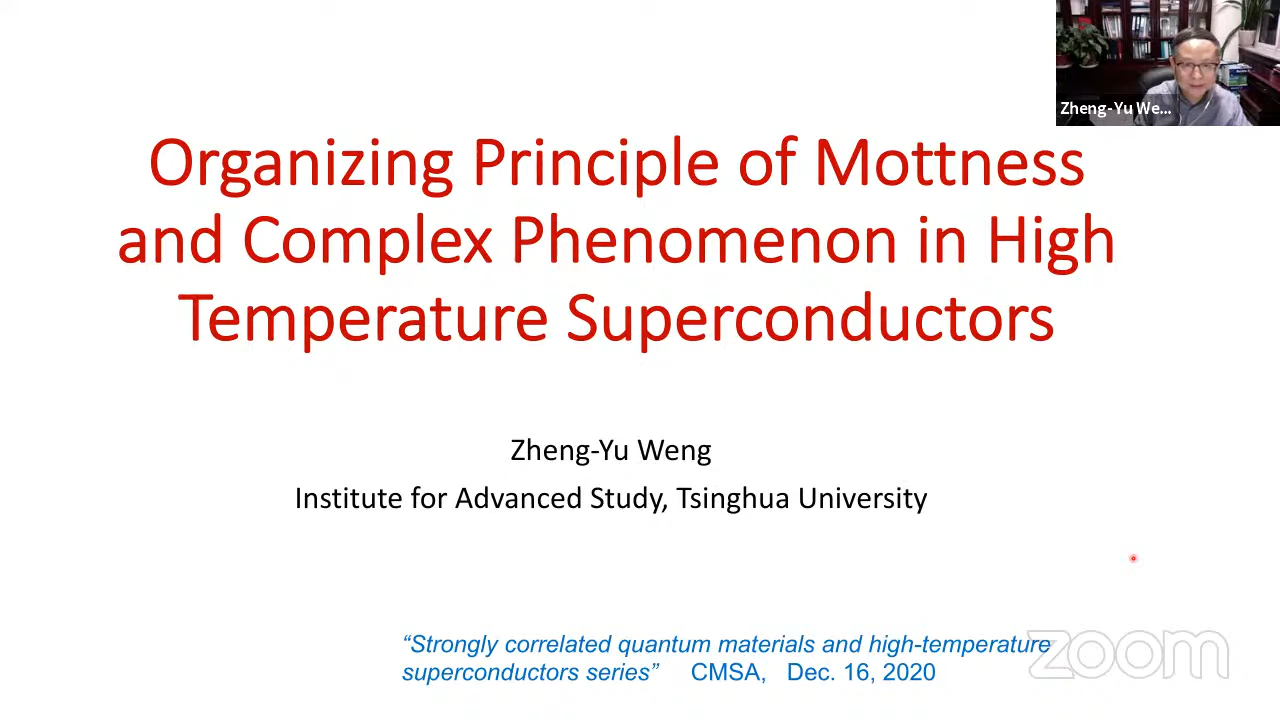 Zheng-Yu We...
Organizing Principle of Mottness
and Complex Phenomenon in High
Temperature Superconductors
Zheng-Yu Weng
Institute for Advanced Study, Tsinghua University
“Strongly correlated quantum materials and high-temperature
superconductors series” CMSA, Dec. 16, 2020
zoom